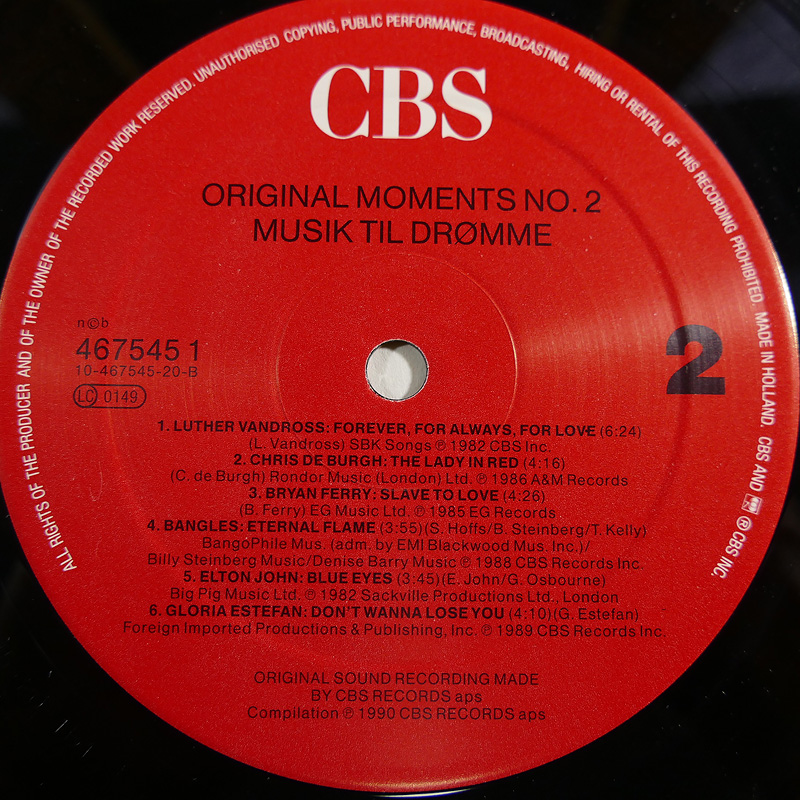 ALL RIGHTS OF THE PRODUCER AND OF THE OWNER OF THE RECORDED WORK RESERVED. UNAUTHORISED COPYING, PUBLIC PERFORMANCE, BROADCASTING, HIRING OR RENTAL OF THIS RECORDING PROHIBITED. MADE IN HOLLAND. CBS AND ® CBS INC.
CBS
ORIGINAL MOMENTS NO. 2
MUSIK TIL DRØMME
n©b
467545 1
10-467545-20-B
LC 0149
2
1. LUTHER VANDROSS: FOREVER, FOR ALWAYS, FOR LOVE (6:24)
(L. Vandross) SBK Songs ℗ 1982 CBS Inc.
2. CHRIS DE BURGH: THE LADY IN RED (4:16)
(C. de Burgh) Rondor Music (London) Ltd. ℗ 1986 A&M Records
3. BRYAN FERRY: SLAVE TO LOVE (4:26)
(B. Ferry) EG Music Ltd. ℗ 1985 EG Records
4. BANGLES: ETERNAL FLAME (3:55)(S. Hoffs/B. Steinberg/T. Kelly)
BangoPhile Mus. (adm. by EMI Blackwood Mus. Inc.)/
Billy Steinberg Music/Denise Barry Music ℗ 1988 CBS Records Inc.
5. ELTON JOHN: BLUE EYES (3:45)(E. John/G. Osbourne)
Big Pig Music Ltd. ℗ 1982 Sackville Productions Ltd., London
6. GLORIA ESTEFAN: DON'T WANNA LOSE YOU (4:10)(G. Estefan)
Foreign Imported Productions & Publishing, Inc. ℗ 1989 CBS Records Inc.
ORIGINAL SOUND RECORDING MADE
BY CBS RECORDS aps
Compilation ℗ 1990 CBS RECORDS aps